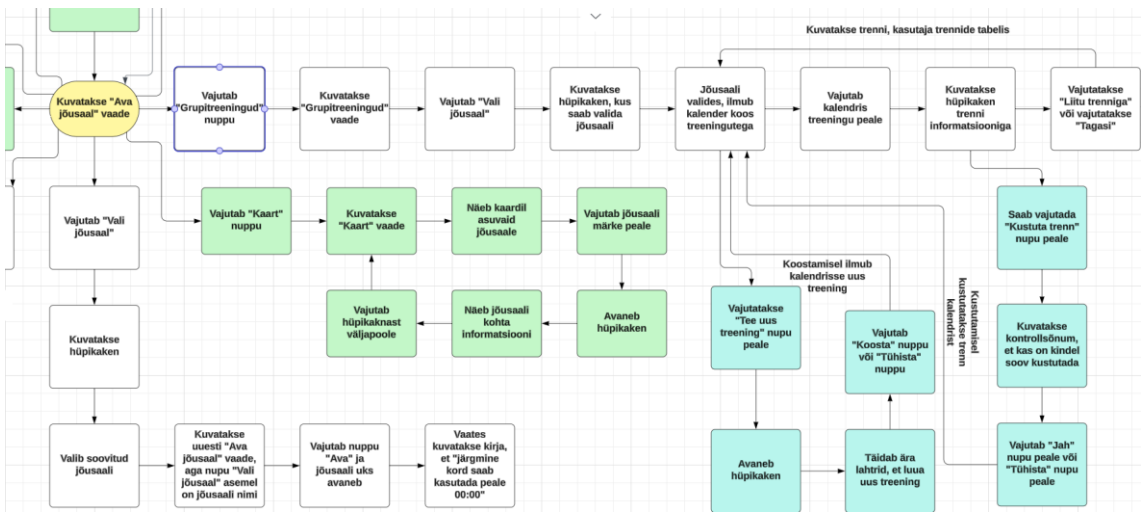 Kuvatakse trenni, kasutaja trennide tabelis
Kuvatakse "Ava
jõusaal" vaade
Vajutab
"Grupitreeningud"
nuppu
Kuvatakse
"Grupitreeningud"
vaade
Vajutab "Vali
jõusaal"
Kuvatakse
hüpikaken, kus
saab valida
jõusaali
Jõusaali
valides, ilmub
kalender koos
treeningutega
Vajutab
kalendris
treeningu peale
Kuvatakse
hüpikaken
trenni
informatsiooniga
Vajutatakse
"Liitu trenniga"
või vajutatakse
"Tagasi"
Vajutab "Vali
jõusaal"
Vajutab "Kaart"
nuppu
Kuvatakse
"Kaart" vaade
Näeb kaardil
asuvaid
jõusaale
Vajutab jõusaali
märke peale
Saab vajutada
"Kustuta trenn"
nupu peale
Koostamisel ilmub
kalendrisse uus
treening
Kustutamisel
kustutatakse trenn
kalendrist
Kuvatakse
hüpikaken
Vajutab
hüpikaknast
väljapoole
Näeb jõusaali
kohta
informatsiooni
Avaneb
hüpikaken
Vajutatakse
"Tee uus
treening" nupu
peale
Vajutab
"Koosta" nuppu
või "Tühista"
nuppu
Kuvatakse
kontrollsõnum,
et kas on kindel
soov kustutada
Valib soovitud
jõusaali
Kuvatakse
uuesti "Ava
jõusaal" vaade,
aga nupu "Vali
jõusaal" asemel
on jõusaali nimi
Vajutab nuppu
"Ava" ja
jõusaali uks
avaneb
Vaates
kuvatakse kirja,
et "järgmine
kord saab
kasutada peale
00:00"
Avaneb
hüpikaken
Täidab ära
lahtrid, et luua
uus treening
Vajutab "Jah"
nupu peale või
"Tühista" nupu
peale